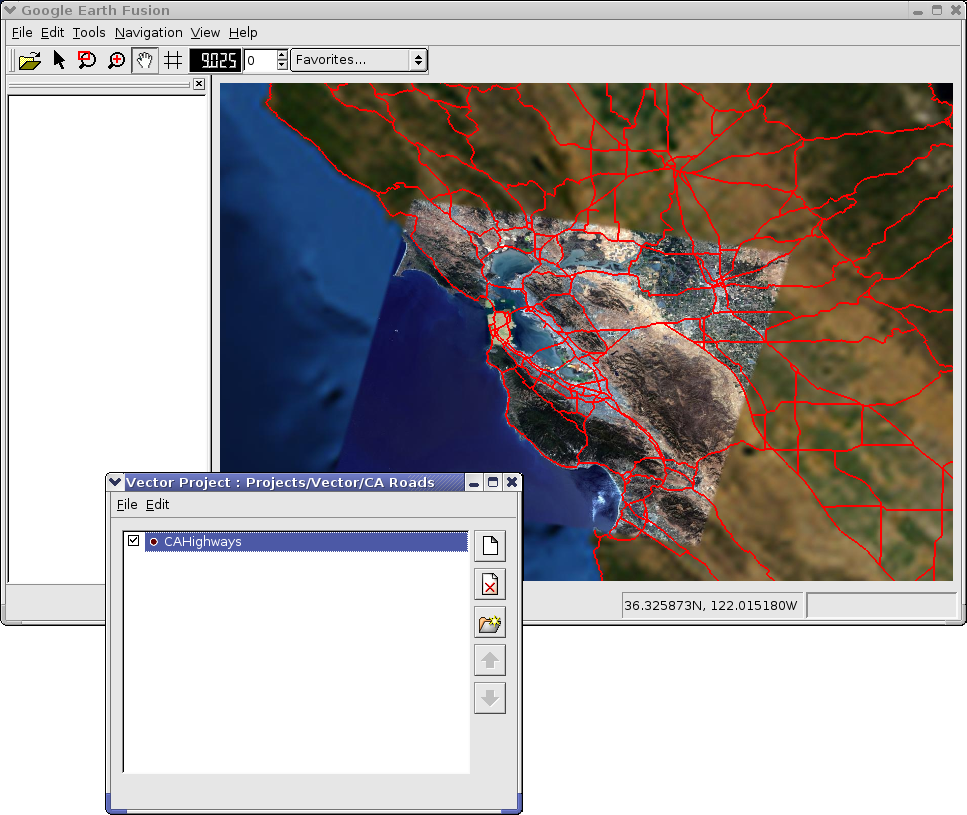 Google Earth Fusion
File Edit Tools Navigation View Help
9.025 0 Favorites...
Vector Project : Projects/Vector/CA Roads
File Edit
CAHighways
36.325873N, 122.015180W